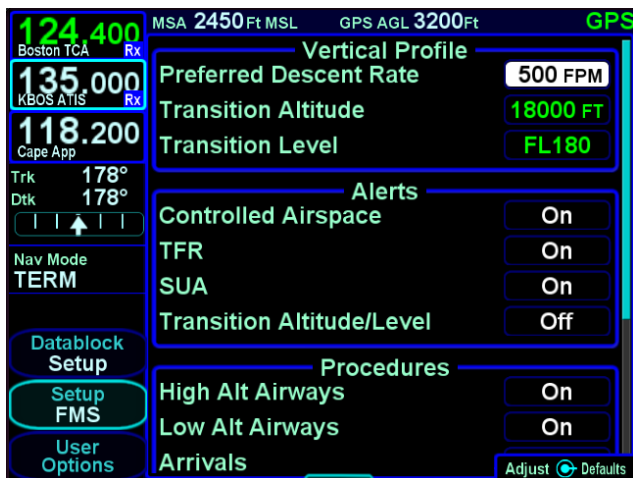 124.400
Boston TCA Rx
135.000
KBOS ATIS Rx
118.200
Cape App
Trk 178°
Dtk 178°
Nav Mode
TERM
Datablock
Setup
Setup
FMS
User
Options
MSA 2450 Ft MSL GPS AGL 3200Ft GPS
Vertical Profile
Preferred Descent Rate 500 FPM
Transition Altitude 18000 FT
Transition Level FL180
Alerts
Controlled Airspace On
TFR On
SUA On
Transition Altitude/Level Off
Procedures
High Alt Airways On
Low Alt Airways On
Arrivals
Adjust Defaults